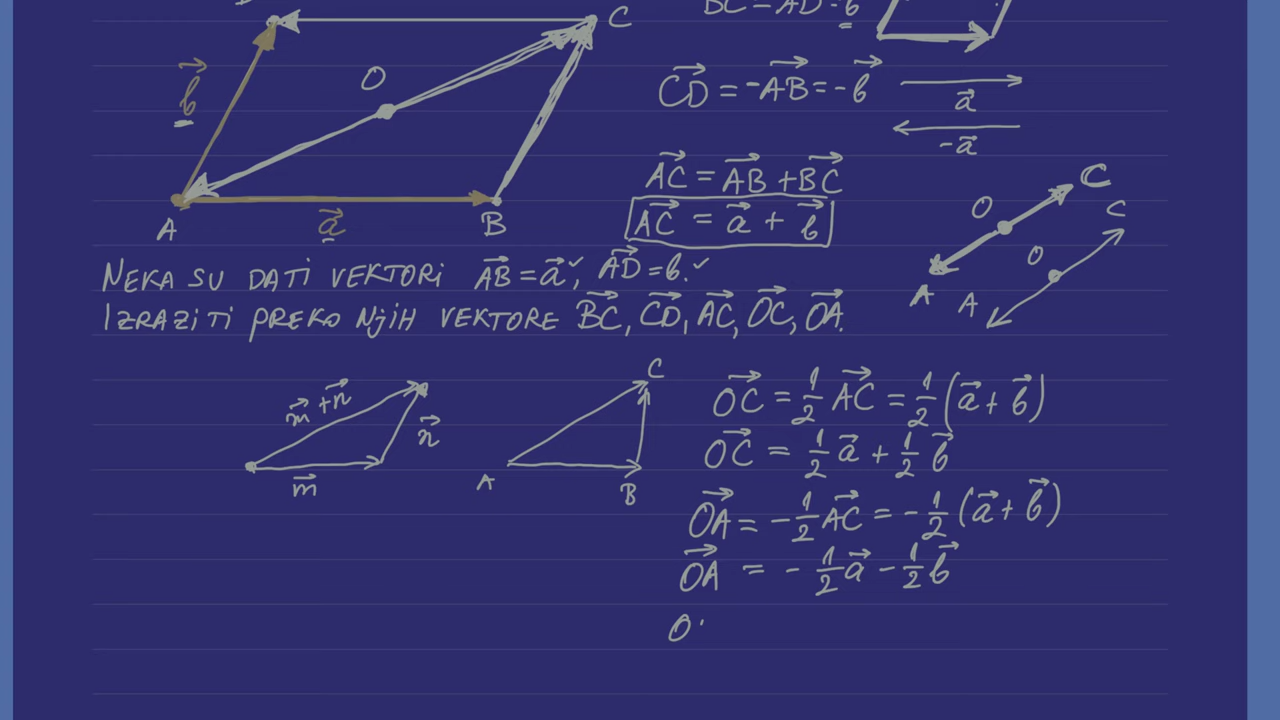 C
BC = AD = b
O
b⃗
CD⃗ = -AB⃗ = -b⃗
a⃗
-a⃗
AC⃗ = AB⃗ + BC⃗
AC⃗ = a⃗ + b⃗
A
a⃗
B
O
C
A
O
C
A
NEKA SU DATI VEKTORI AB⃗ = a⃗ ✓, AD⃗ = b. ✓
IZRAZITI PREKO NJIH VEKTORE BC⃗, CD⃗, AC⃗, OC⃗, OA⃗.
m⃗ + n⃗
n⃗
m⃗
C
A
B
OC⃗ = 1/2 AC⃗ = 1/2 (a⃗ + b⃗)
OC⃗ = 1/2 a⃗ + 1/2 b⃗
OA⃗ = - 1/2 AC⃗ = - 1/2 (a⃗ + b⃗)
OA⃗ = - 1/2 a⃗ - 1/2 b⃗
O